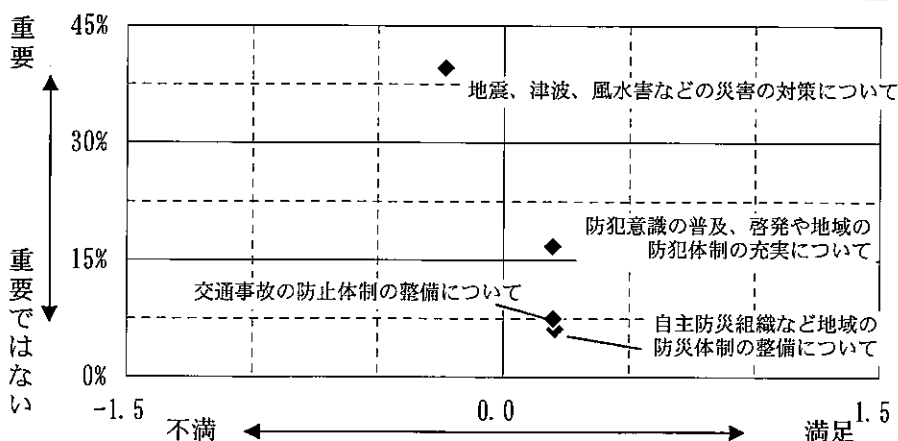 重要
重要ではない
45%
30%
15%
0%
地震、津波、風水害などの災害の対策について
防犯意識の普及、啓発や地域の
防犯体制の充実について
交通事故の防止体制の整備について
自主防災組織など地域の
防災体制の整備について
-1.5
0.0
1.5
不満
満足